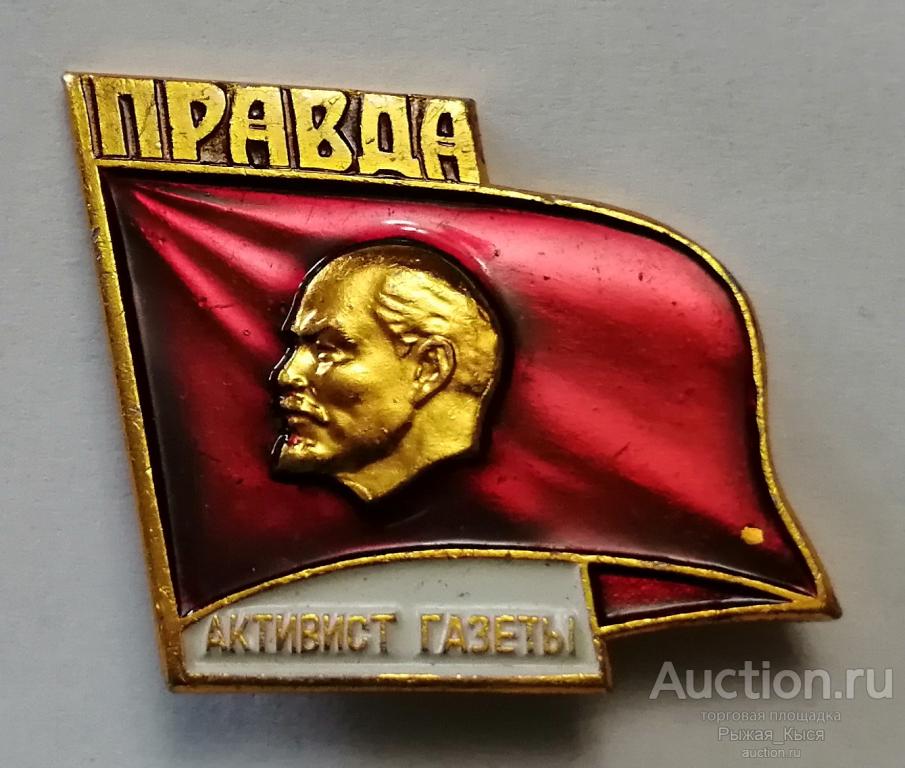 ПРАВДА
АКТИВИСТ ГАЗЕТЫ
Auction.ru
торговая площадка
Рыжая_Кыся
auction.ru